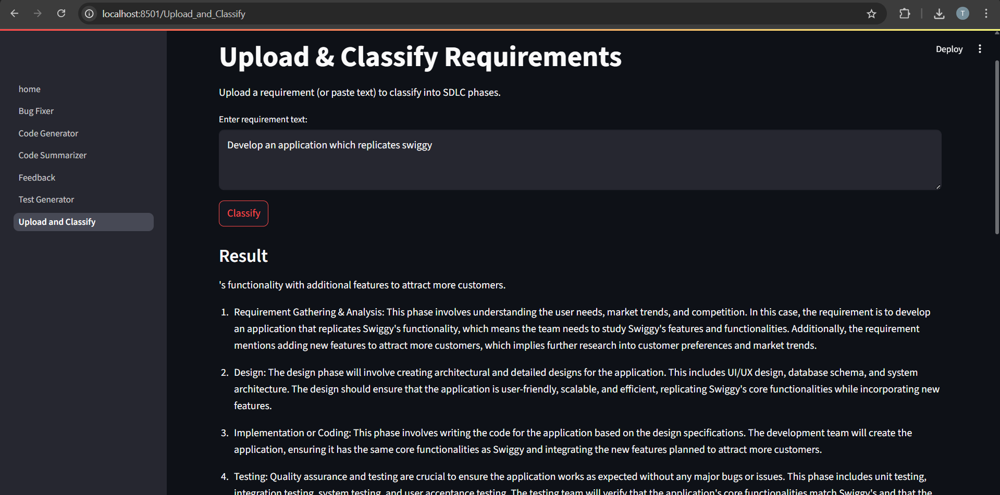 localhost:8501/Upload_and_Classify
T
Deploy
home
Bug Fixer
Code Generator
Code Summarizer
Feedback
Test Generator
Upload and Classify
Upload & Classify Requirements
Upload a requirement (or paste text) to classify into SDLC phases.
Enter requirement text:
Develop an application which replicates swiggy
Classify
Result
's functionality with additional features to attract more customers.
1. Requirement Gathering & Analysis: This phase involves understanding the user needs, market trends, and competition. In this case, the requirement is to develop
an application that replicates Swiggy's functionality, which means the team needs to study Swiggy's features and functionalities. Additionally, the requirement
mentions adding new features to attract more customers, which implies further research into customer preferences and market trends.
2. Design: The design phase will involve creating architectural and detailed designs for the application. This includes UI/UX design, database schema, and system
architecture. The design should ensure that the application is user-friendly, scalable, and efficient, replicating Swiggy's core functionalities while incorporating new
features.
3. Implementation or Coding: This phase involves writing the code for the application based on the design specifications. The development team will create the
application, ensuring it has the same core functionalities as Swiggy and integrating the new features planned to attract more customers.
4. Testing: Quality assurance and testing are crucial to ensure the application works as expected without any major bugs or issues. This phase includes unit testing,
integration testing, system testing, and user acceptance testing. The testing team will verify that the application's core functionalities match Swiggy's and that the